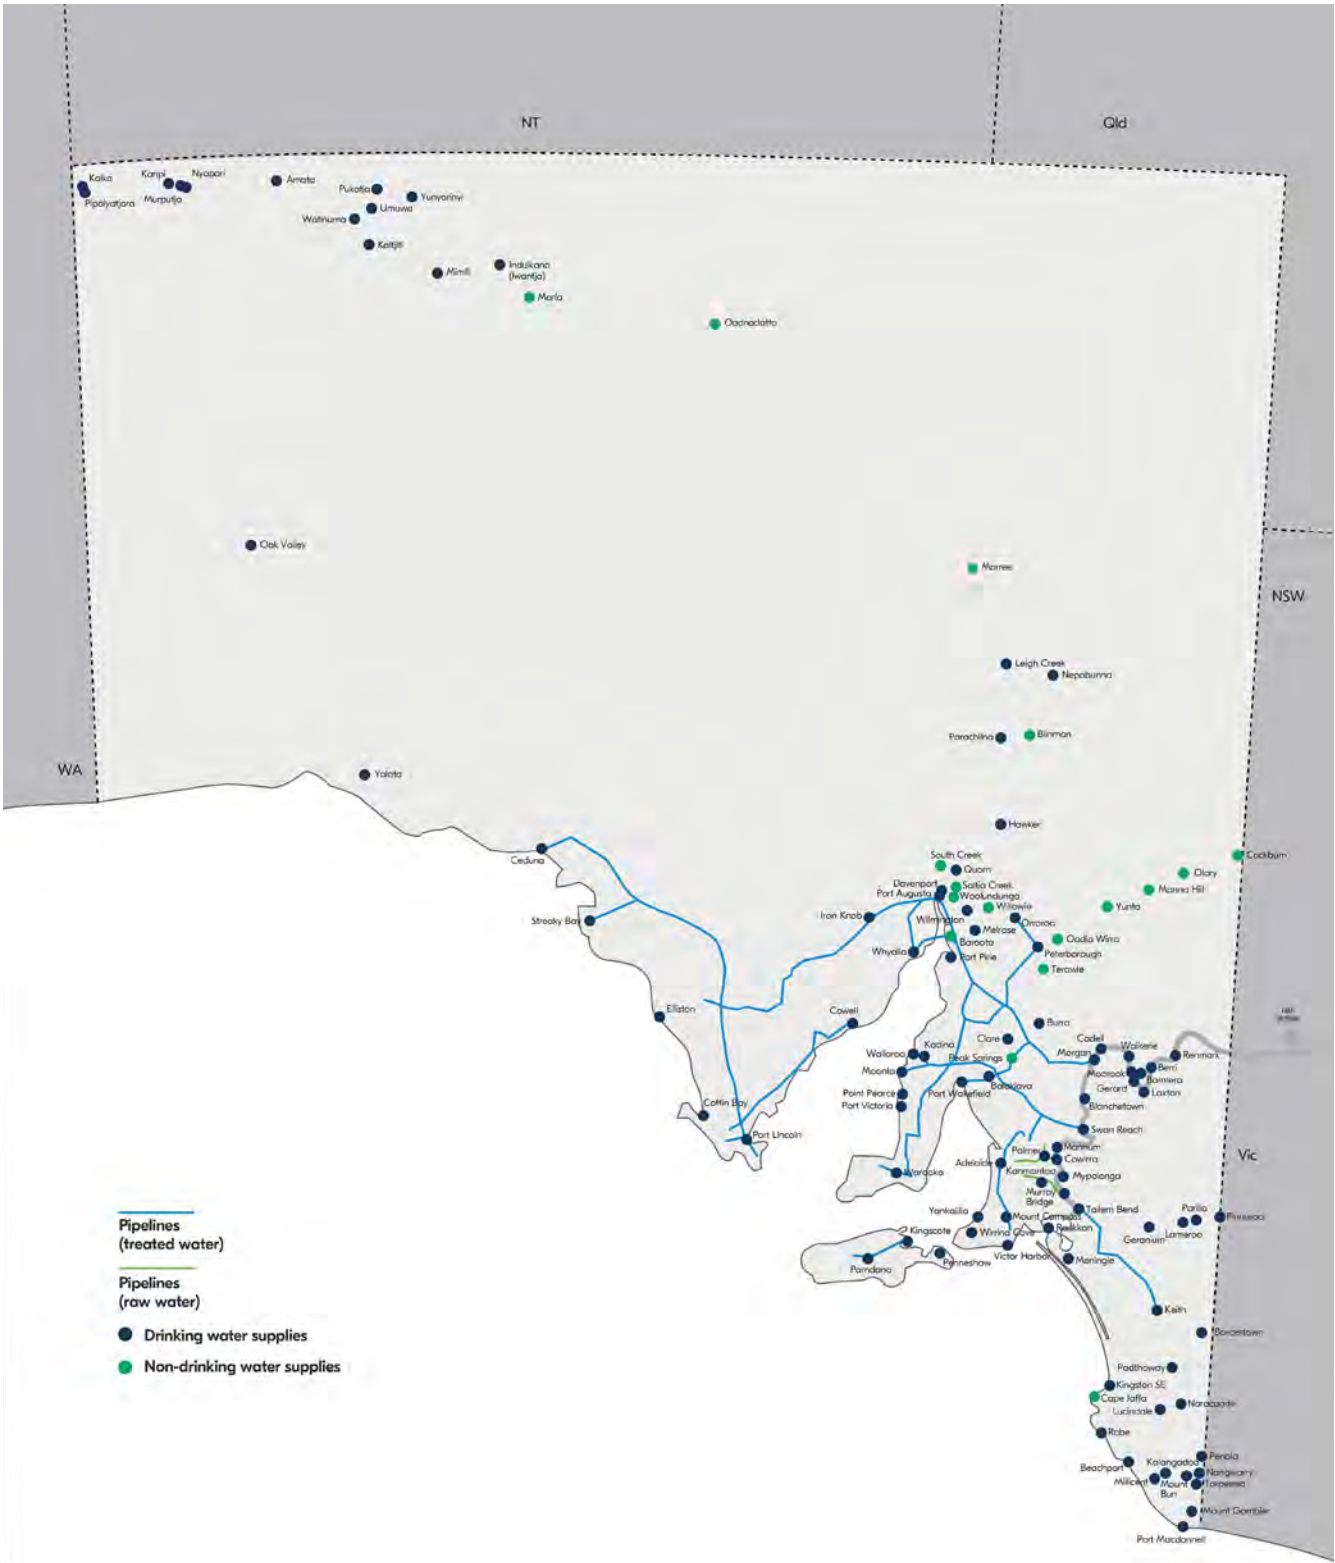 NT
Qld
Kalka
Kanpi
Nyapari
Amata
Pukatja
Pipalyatjara
Murputja
Yunyarinyi
Umuwa
Watinuma
Kaltjiti
Mimili
Indulkana
(Iwantja)
Marla
Oodnadatta
Oak Valley
Marree
NSW
Leigh Creek
Nepabunna
Parachilna
Blinman
WA
Yalata
Hawker
Ceduna
South Creek
Quorn
Cockburn
Olary
Davenport
Saltia Creek
Manna Hill
Port Augusta
Woolundunga
Yunta
Iron Knob
Wilmington
Willowie
Orroroo
Streaky Bay
Melrose
Baroota
Oodla Wirra
Whyalla
Port Pirie
Peterborough
Terowie
Elliston
Cowell
Burra
Clare
Cadell
Wallaroo
Kadina
Peak Springs
Morgan
Waikerie
Renmark
Moonta
Moorook
Berri
Barmera
Balaklava
Point Pearce
Port Wakefield
Gerard
Loxton
Port Victoria
Blanchetown
Coffin Bay
Port Lincoln
Swan Reach
Mannum
Palmer
Cowirra
Vic
Adelaide
Kanmantoo
Warooka
Mypolonga
Murray
Bridge
Tailem Bend
Yankalilla
Mount Compass
Parilla
Pinnaroo
Raukkan
Lameroo
Geranium
Kingscote
Wirrina Cove
Victor Harbor
Parndana
Penneshaw
Meningie
Keith
Bordertown
Padthaway
Kingston SE
Cape Jaffa
Naracoorte
Lucindale
Robe
Beachport
Kalangadoo
Penola
Nangwarry
Millicent
Mount
Burr
Tarpeena
Mount Gambier
Port Macdonnell
Pipelines
(treated water)
Pipelines
(raw water)
Drinking water supplies
Non-drinking water supplies